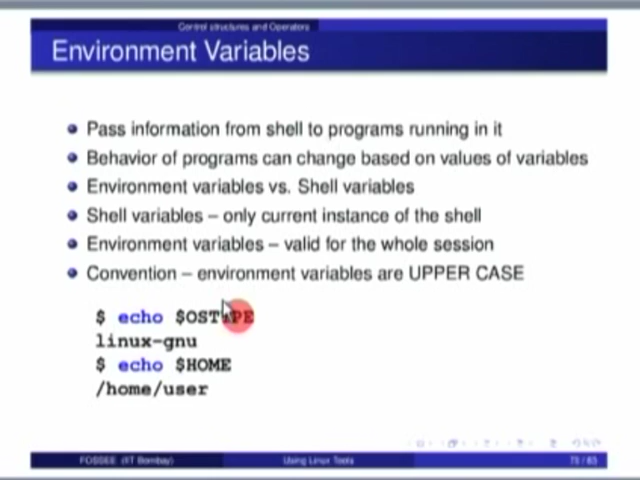 Control structures and Operators
Environment Variables
Pass information from shell to programs running in it
Behavior of programs can change based on values of variables
Environment variables vs. Shell variables
Shell variables – only current instance of the shell
Environment variables – valid for the whole session
Convention – environment variables are UPPER CASE
$ echo $OSTYPE
linux-gnu
$ echo $HOME
/home/user
FOSSEE (IIT Bombay) Using Linux Tools